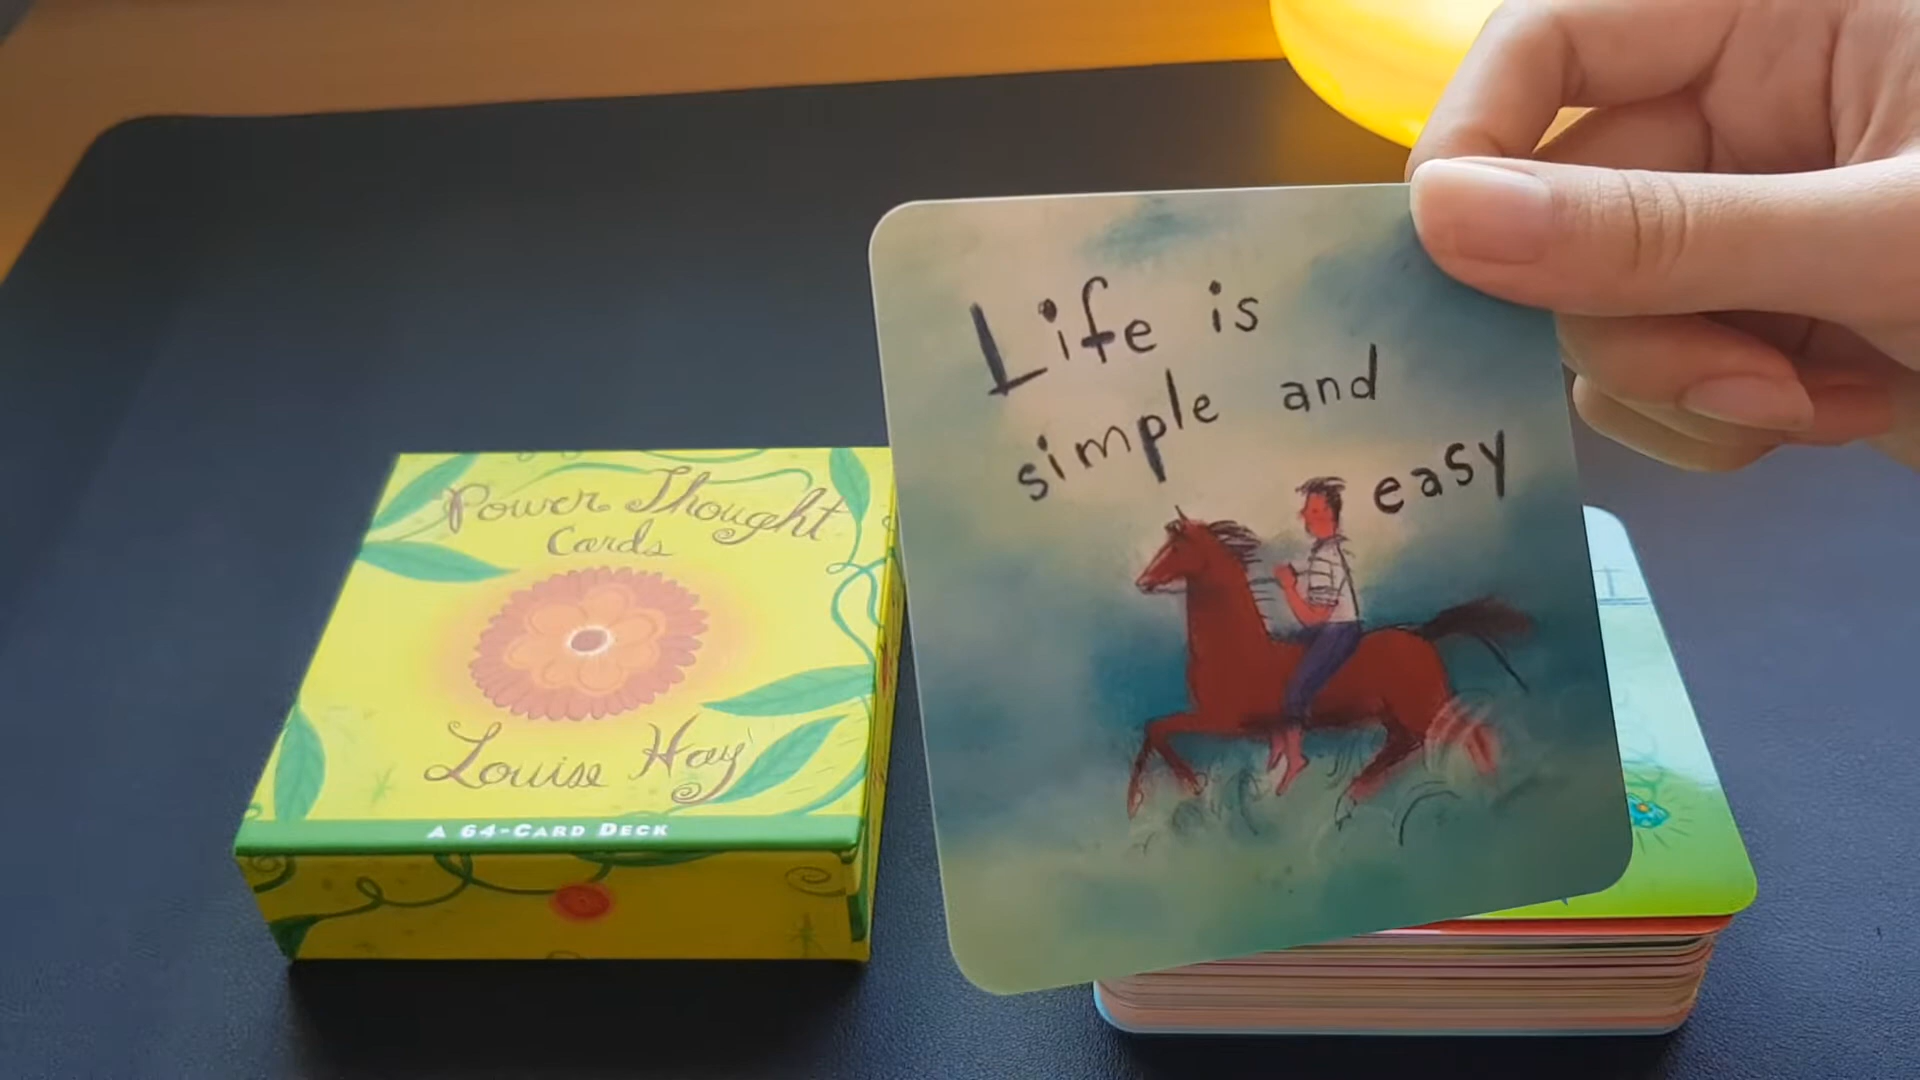 Power Thought
Cards
Louise Hay
A 64-CARD DECK
Life is
simple and
easy